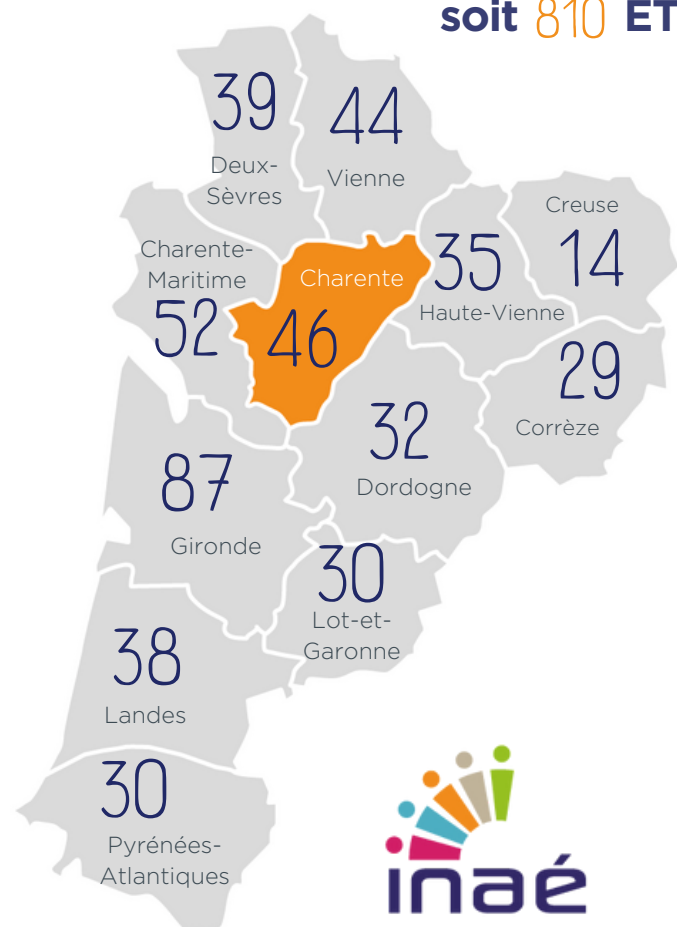 soit 810 ET
39
Deux-
Sèvres
44
Vienne
Creuse
14
Charente-
Maritime
52
Charente
46
35
Haute-Vienne
29
Corrèze
32
Dordogne
87
Gironde
30
Lot-et-
Garonne
38
Landes
30
Pyrénées-
Atlantiques
inaé